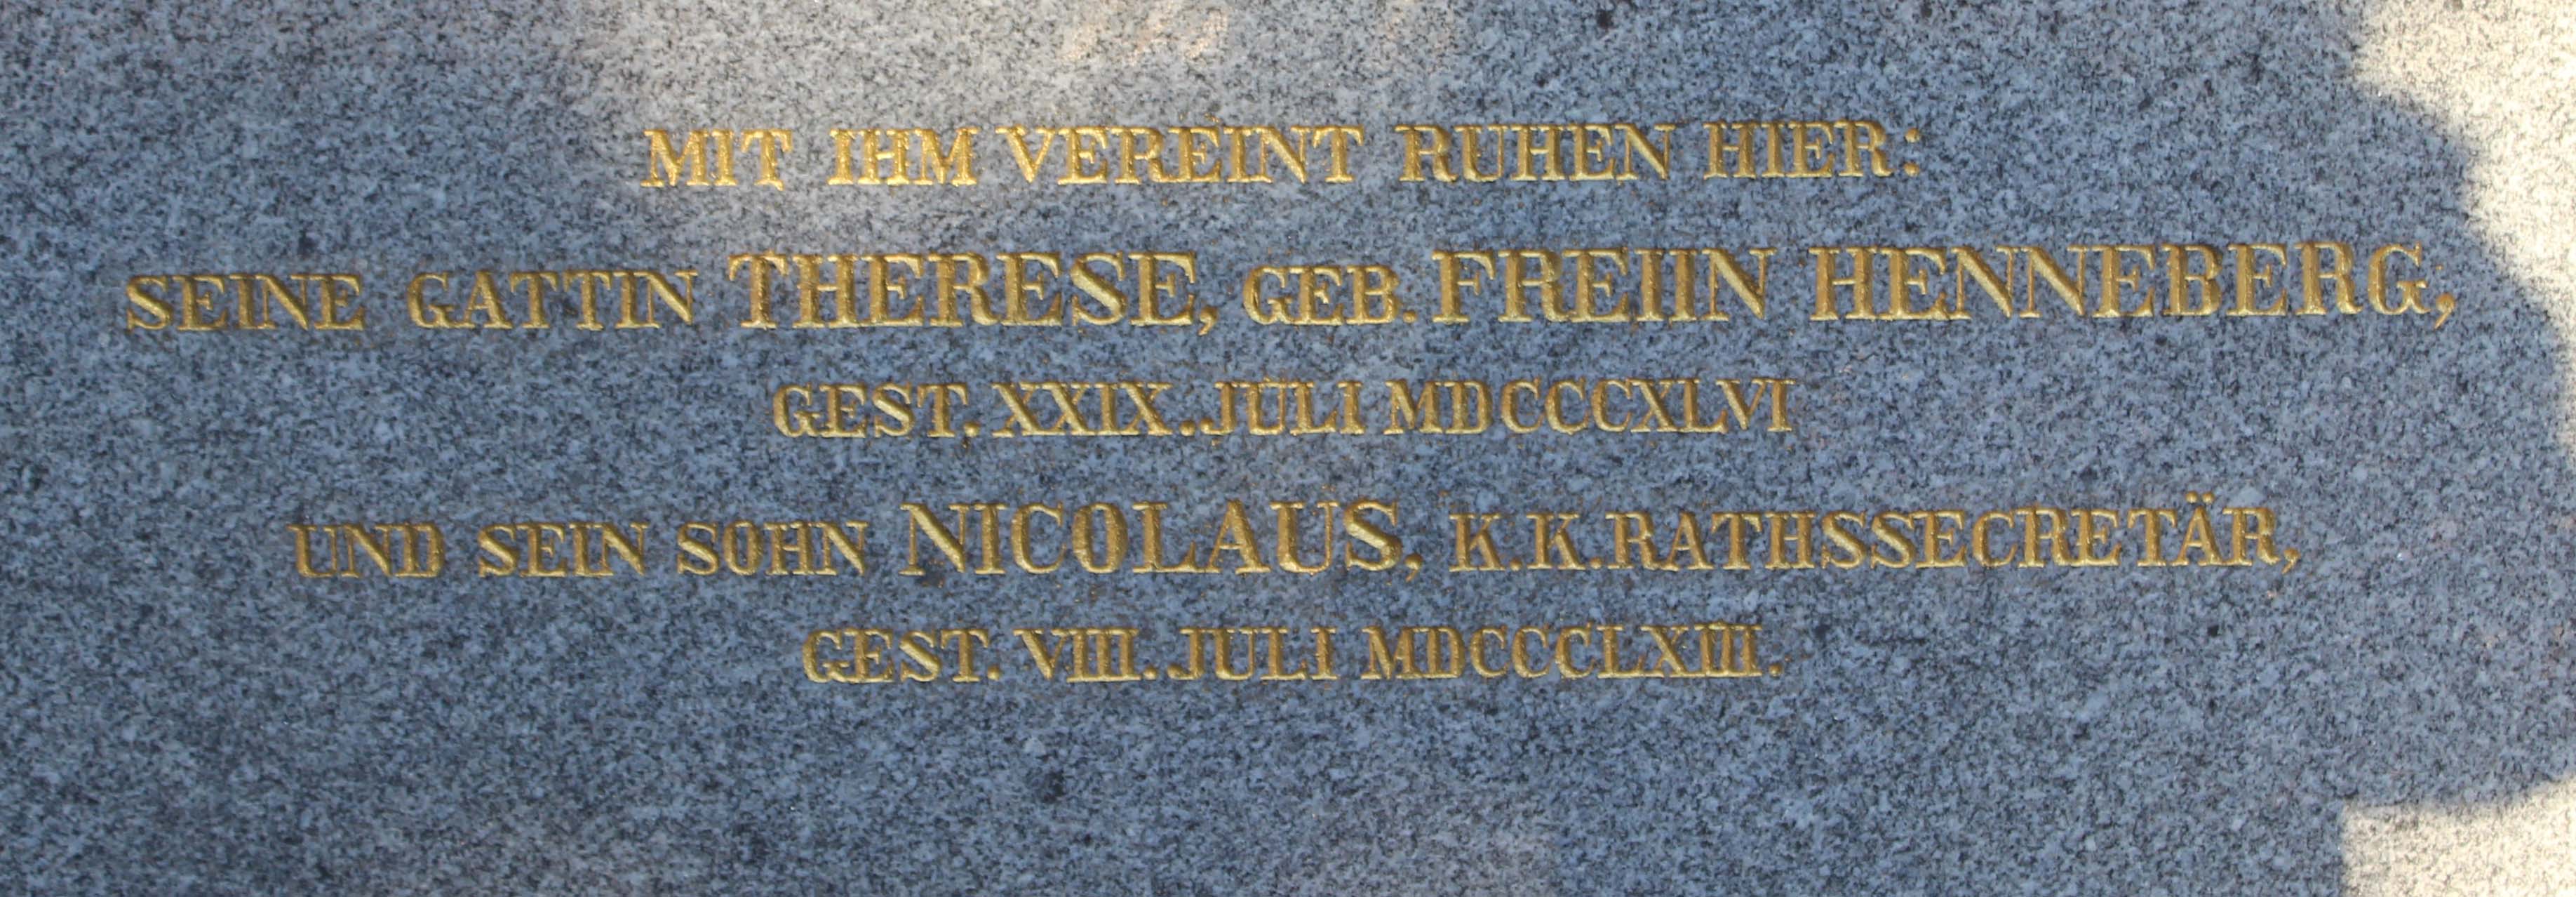 MIT IHM VEREINT RUHEN HIER:
SEINE GATTIN THERESE, GEB. FREIIN HENNEBERG,
GEST. XXIX. JULI MDCCCXLVI
UND SEIN SOHN NICOLAUS, K.K. RATHSSECRETÄR,
GEST. VIII. JULI MDCCCLXIII.